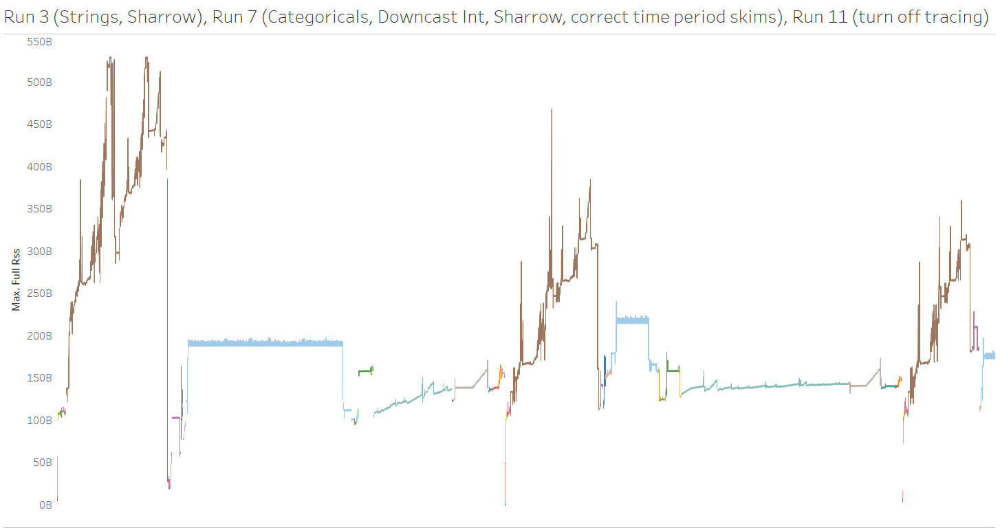 Run 3 (Strings, Sharrow), Run 7 (Categoricals, Downcast Int, Sharrow, correct time period skims), Run 11 (turn off tracing)
550B
500B
450B
400B
350B
300B
250B
200B
150B
100B
50B
0B
Max. Full Rss